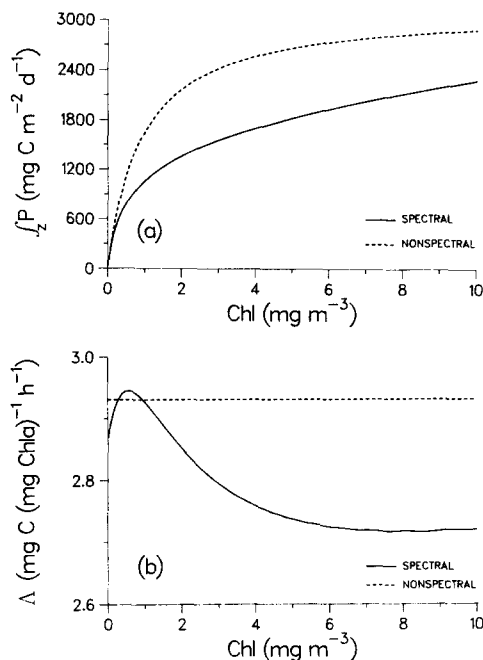 3000
2400
1800
1200
600
0
∫zP (mg C m⁻² d⁻¹)
(a)
SPECTRAL
NONSPECTRAL
0 2 4 6 8 10
Chl (mg m⁻³)
3.0
2.8
2.6
Λ (mg C (mg Chla)⁻¹ h⁻¹)
(b)
SPECTRAL
NONSPECTRAL
0 2 4 6 8 10
Chl (mg m⁻³)